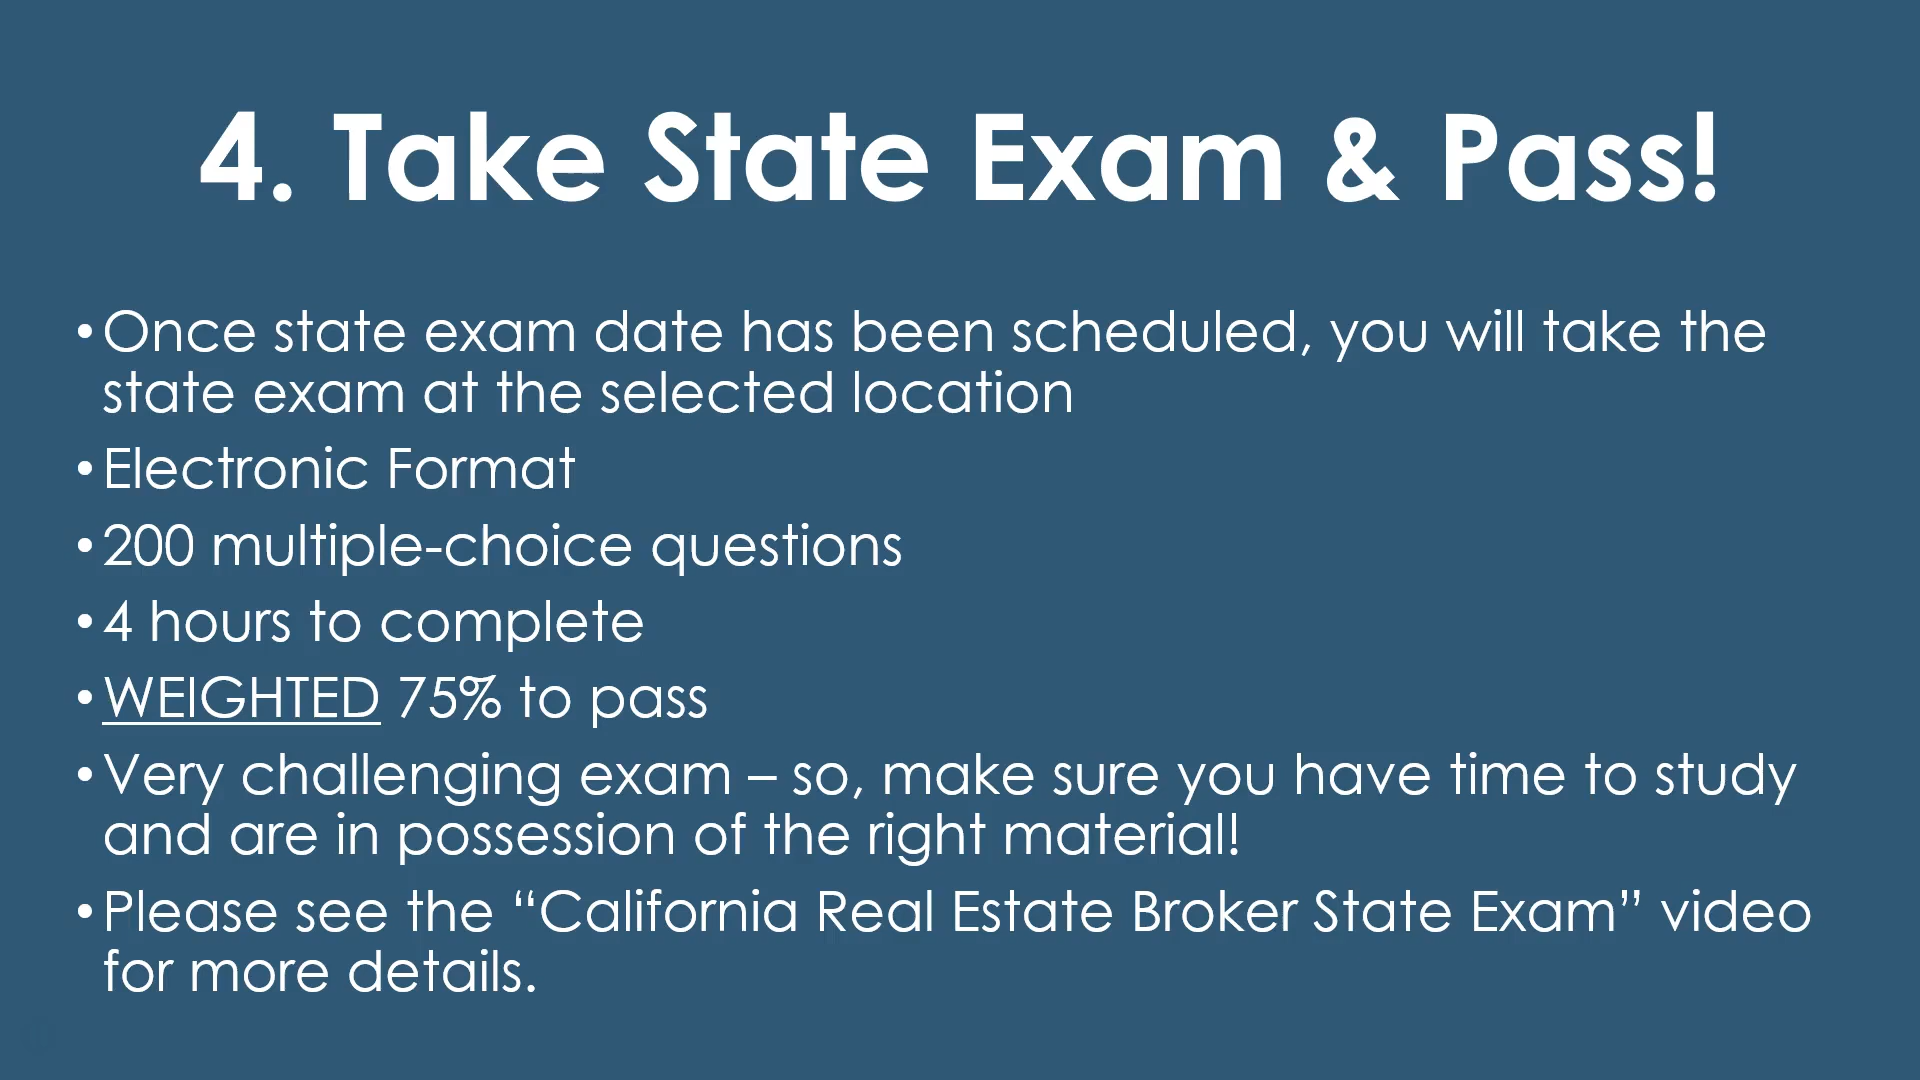 4. Take State Exam & Pass!
• Once state exam date has been scheduled, you will take the
state exam at the selected location
• Electronic Format
• 200 multiple-choice questions
• 4 hours to complete
• WEIGHTED 75% to pass
• Very challenging exam – so, make sure you have time to study
and are in possession of the right material!
• Please see the “California Real Estate Broker State Exam” video
for more details.